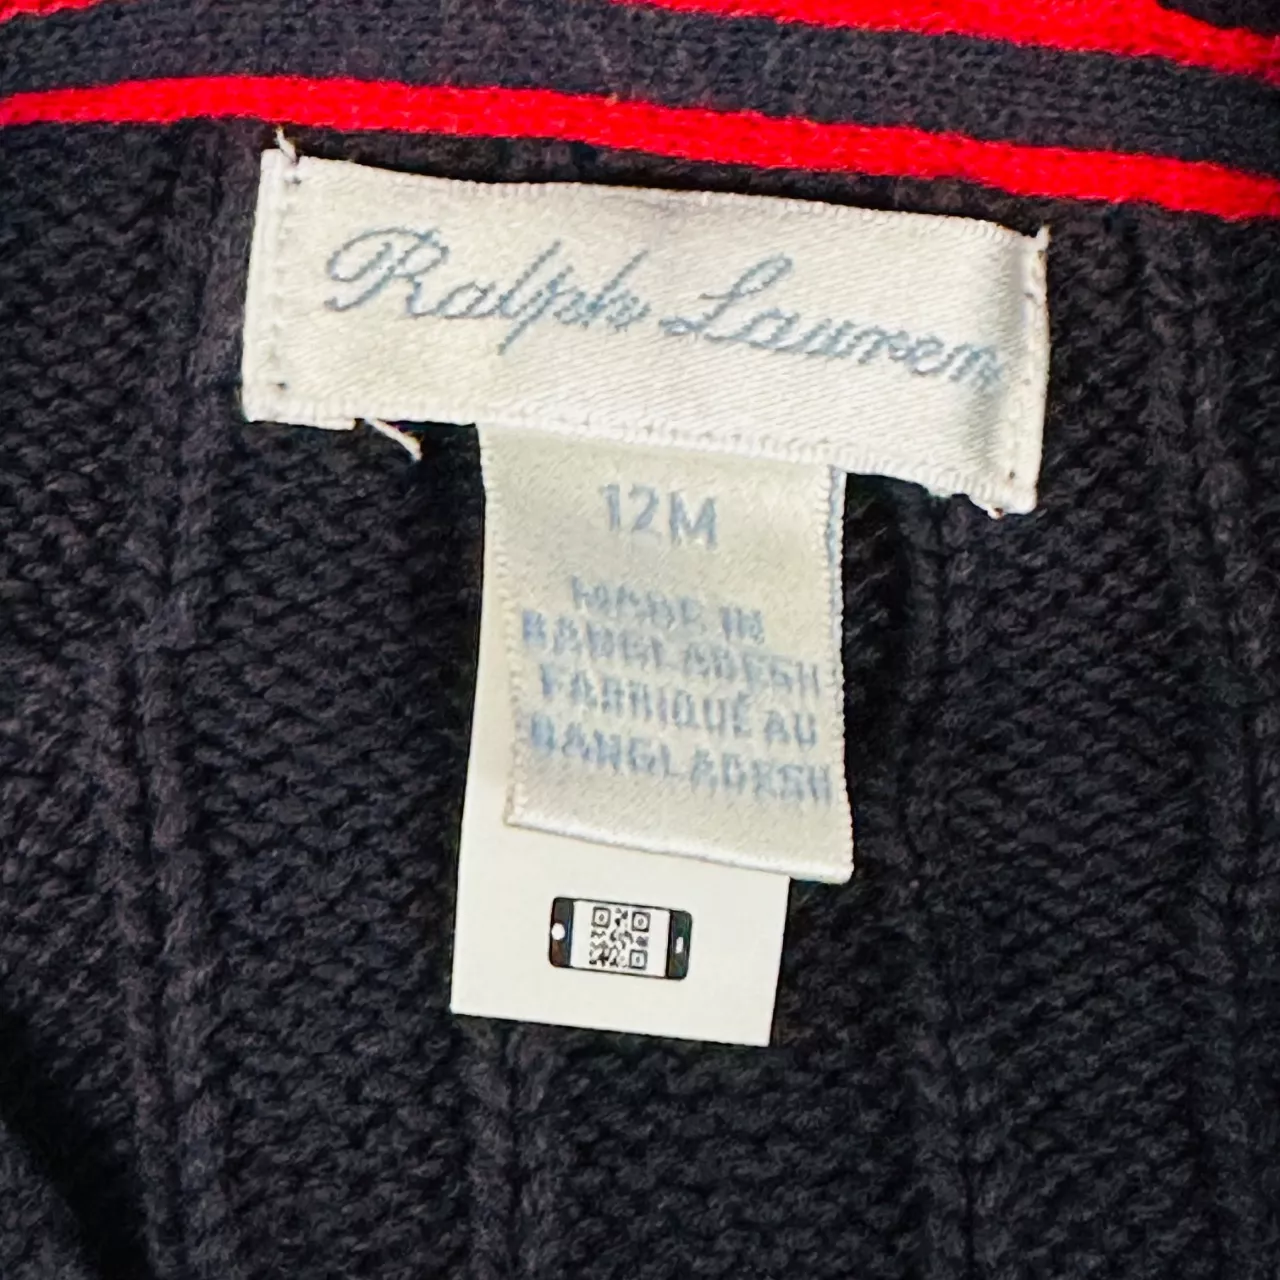 Ralph Lauren
12M
MADE IN
BANGLADESH
FABRIQUÉ AU
BANGLADESH